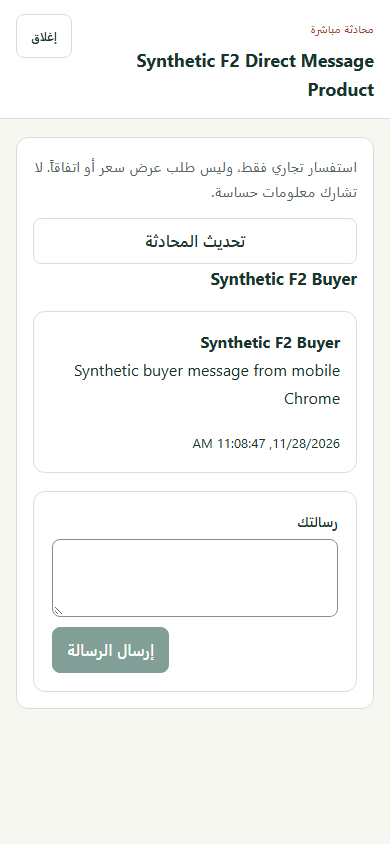 محادثة مباشرة
إغلاق
Synthetic F2 Direct Message
Product
استفسار تجاري فقط، وليس طلب عرض سعر أو اتفاقاً. لا
تشارك معلومات حساسة.
تحديث المحادثة
Synthetic F2 Buyer
Synthetic F2 Buyer
Synthetic buyer message from mobile
Chrome
11/28/2026, 11:08:47 AM
رسالتك
إرسال الرسالة